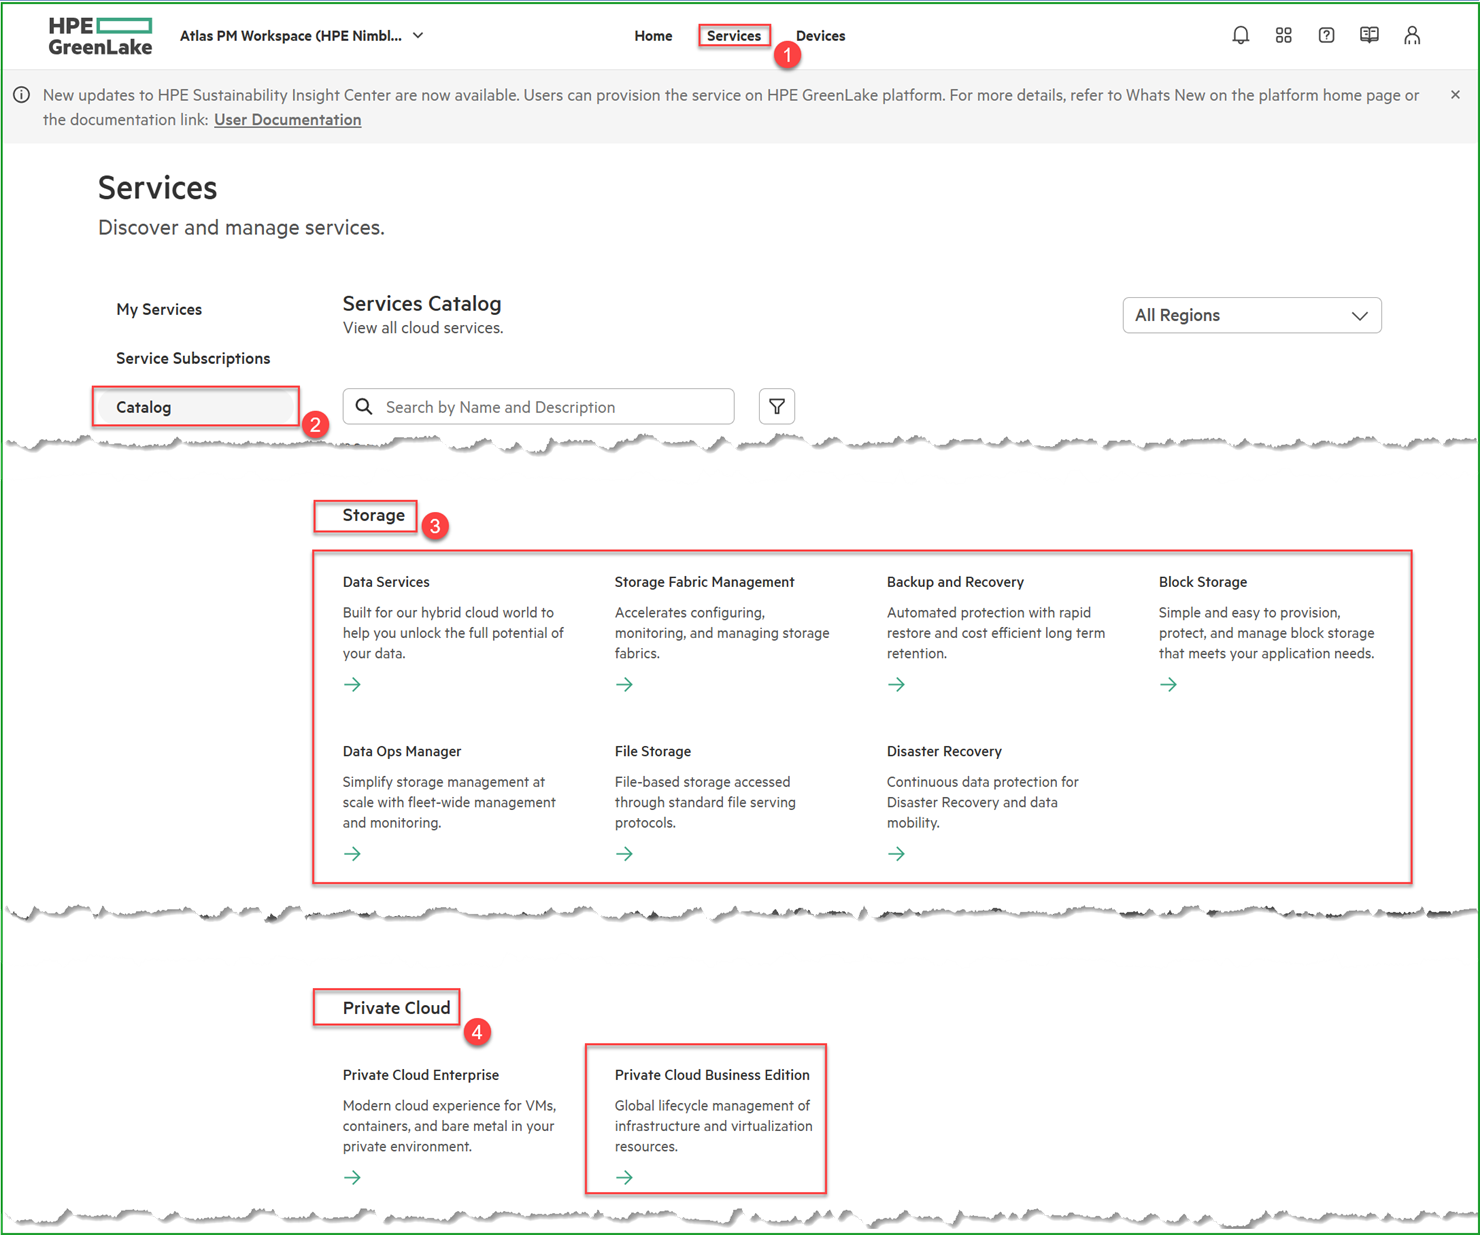 HPE
GreenLake
Atlas PM Workspace (HPE Nimbl...
Home
Services
Devices
1
New updates to HPE Sustainability Insight Center are now available. Users can provision the service on HPE GreenLake platform. For more details, refer to Whats New on the platform home page or
the documentation link: User Documentation
Services
Discover and manage services.
My Services
Service Subscriptions
Catalog
2
Services Catalog
View all cloud services.
All Regions
Search by Name and Description
Storage
3
Data Services
Built for our hybrid cloud world to
help you unlock the full potential of
your data.
Storage Fabric Management
Accelerates configuring,
monitoring, and managing storage
fabrics.
Backup and Recovery
Automated protection with rapid
restore and cost efficient long term
retention.
Block Storage
Simple and easy to provision,
protect, and manage block storage
that meets your application needs.
Data Ops Manager
Simplify storage management at
scale with fleet-wide management
and monitoring.
File Storage
File-based storage accessed
through standard file serving
protocols.
Disaster Recovery
Continuous data protection for
Disaster Recovery and data
mobility.
Private Cloud
4
Private Cloud Enterprise
Modern cloud experience for VMs,
containers, and bare metal in your
private environment.
Private Cloud Business Edition
Global lifecycle management of
infrastructure and virtualization
resources.